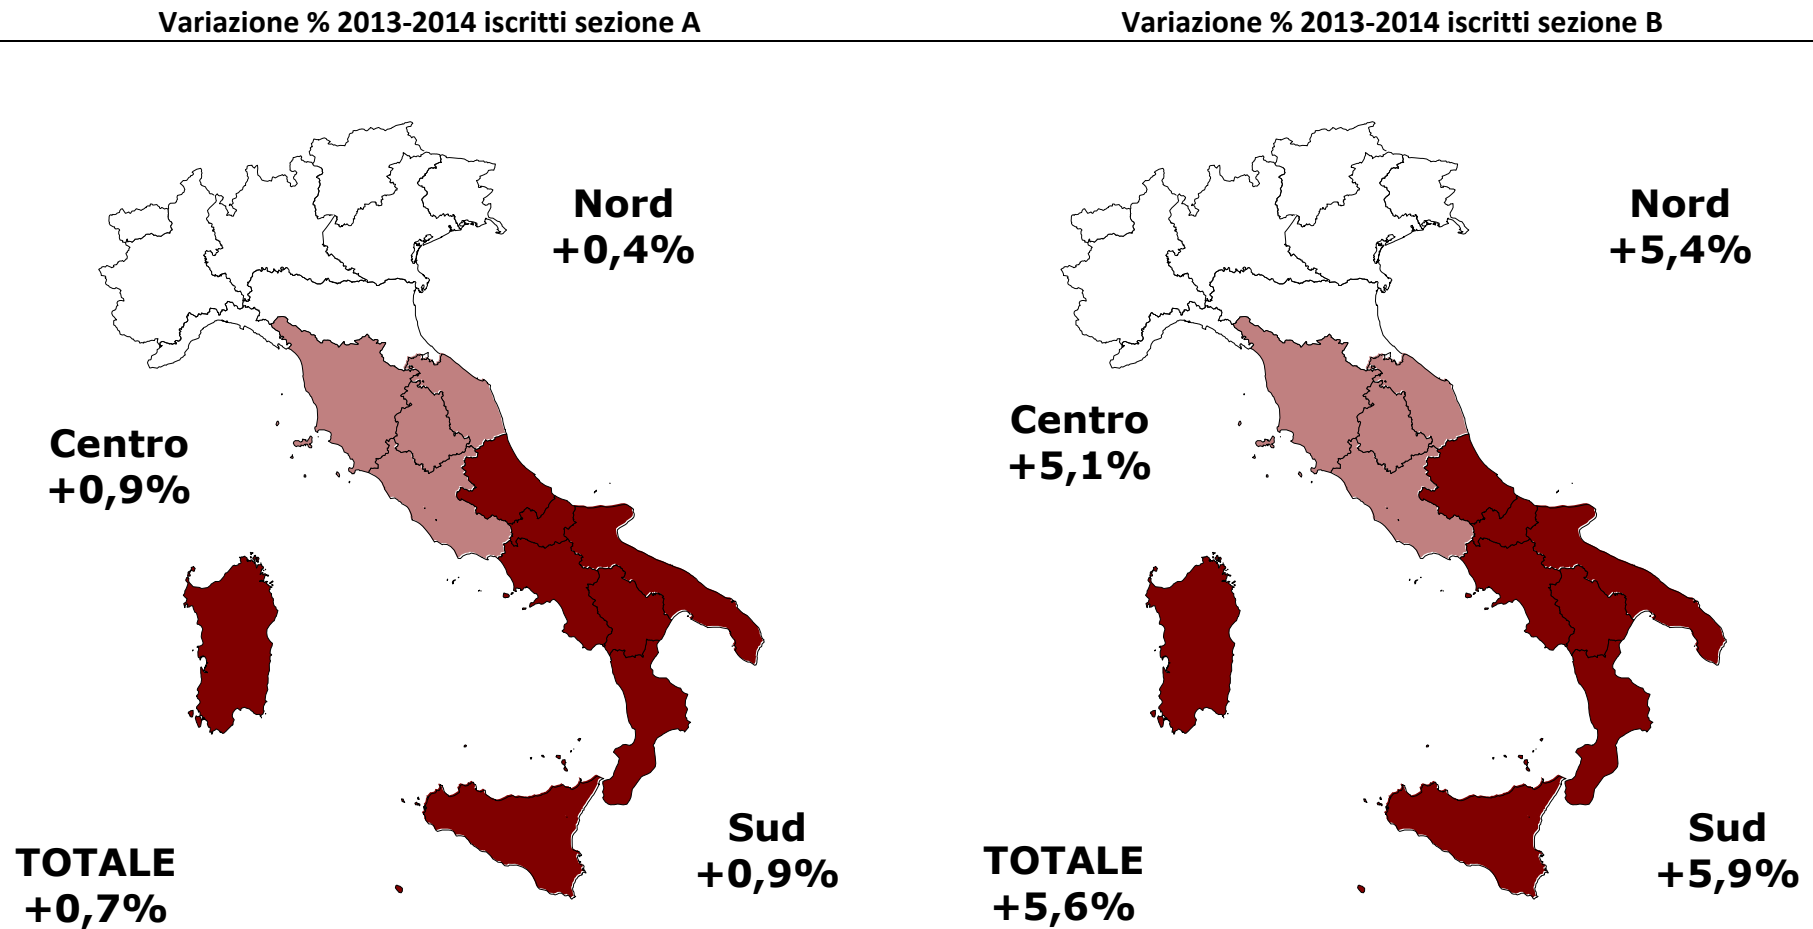 Variazione % 2013-2014 iscritti sezione A
Nord
+0,4%
Centro
+0,9%
Sud
+0,9%
TOTALE
+0,7%
Variazione % 2013-2014 iscritti sezione B
Nord
+5,4%
Centro
+5,1%
Sud
+5,9%
TOTALE
+5,6%